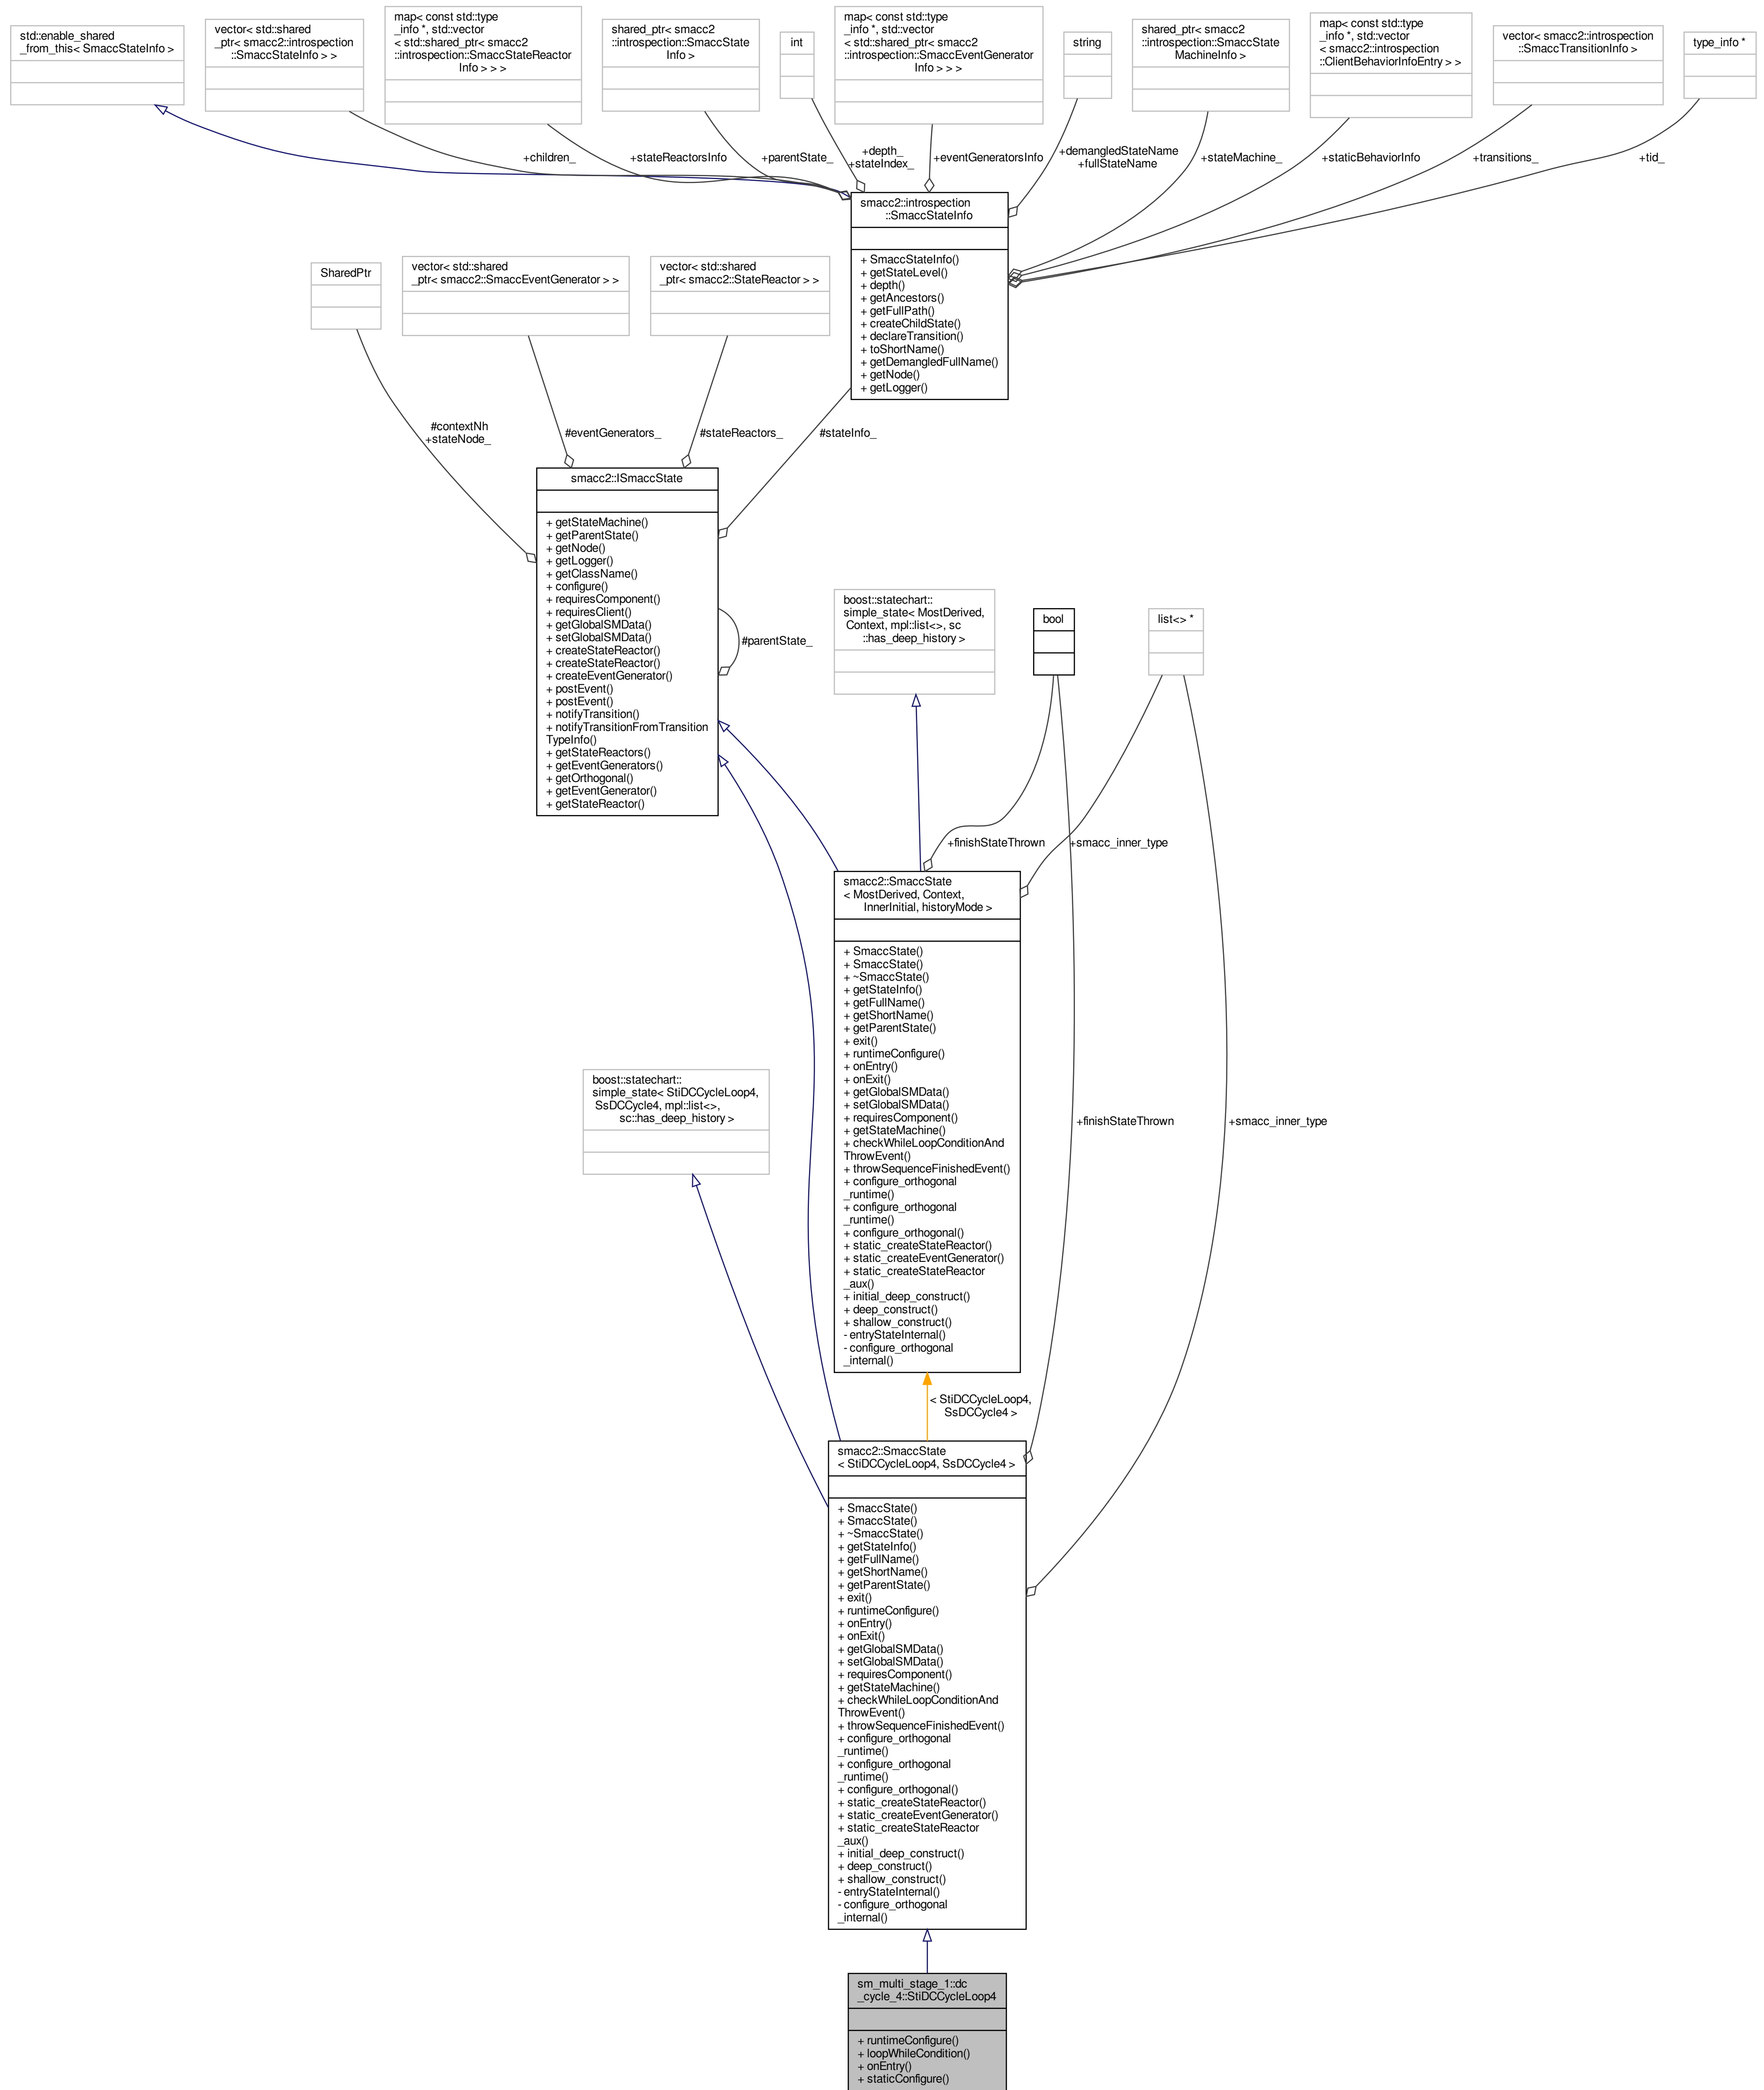 std::enable_shared
_from_this< SmaccStateInfo >
vector< std::shared
_ptr< smacc2::introspection
::SmaccStateInfo > >
map< const std::type
_info *, std::vector
< std::shared_ptr< smacc2
::introspection::SmaccStateReactor
Info > > >
shared_ptr< smacc2
::introspection::SmaccState
Info >
int
map< const std::type
_info *, std::vector
< std::shared_ptr< smacc2
::introspection::SmaccEventGenerator
Info > > >
string
shared_ptr< smacc2
::introspection::SmaccState
MachineInfo >
map< const std::type
_info *, std::vector
< smacc2::introspection
::ClientBehaviorInfoEntry > >
vector< smacc2::introspection
::SmaccTransitionInfo >
type_info *
+children_
+stateReactorsInfo
+parentState_
+depth_
+stateIndex_
+eventGeneratorsInfo
+demangledStateName
+fullStateName
+stateMachine_
+staticBehaviorInfo
+transitions_
+tid_
smacc2::introspection
::SmaccStateInfo
+ SmaccStateInfo()
+ getStateLevel()
+ depth()
+ getAncestors()
+ getFullPath()
+ createChildState()
+ declareTransition()
+ toShortName()
+ getDemangledFullName()
+ getNode()
+ getLogger()
SharedPtr
vector< std::shared
_ptr< smacc2::SmaccEventGenerator > >
vector< std::shared
_ptr< smacc2::StateReactor > >
#contextNh
+stateNode_
#eventGenerators_
#stateReactors_
#stateInfo_
smacc2::ISmaccState
+ getStateMachine()
+ getParentState()
+ getNode()
+ getLogger()
+ getClassName()
+ configure()
+ requiresComponent()
+ requiresClient()
+ getGlobalSMData()
+ setGlobalSMData()
+ createStateReactor()
+ createStateReactor()
+ createEventGenerator()
+ postEvent()
+ postEvent()
+ notifyTransition()
+ notifyTransitionFromTransition
TypeInfo()
+ getStateReactors()
+ getEventGenerators()
+ getOrthogonal()
+ getEventGenerator()
+ getStateReactor()
#parentState_
boost::statechart::
simple_state< MostDerived,
Context, mpl::list<>, sc
::has_deep_history >
bool
list<> *
+finishStateThrown
+smacc_inner_type
smacc2::SmaccState
< MostDerived, Context,
InnerInitial, historyMode >
+ SmaccState()
+ SmaccState()
+ ~SmaccState()
+ getStateInfo()
+ getFullName()
+ getShortName()
+ getParentState()
+ exit()
+ runtimeConfigure()
+ onEntry()
+ onExit()
+ getGlobalSMData()
+ setGlobalSMData()
+ requiresComponent()
+ getStateMachine()
+ checkWhileLoopConditionAnd
ThrowEvent()
+ throwSequenceFinishedEvent()
+ configure_orthogonal
_runtime()
+ configure_orthogonal
_runtime()
+ configure_orthogonal()
+ static_createStateReactor()
+ static_createEventGenerator()
+ static_createStateReactor
_aux()
+ initial_deep_construct()
+ deep_construct()
+ shallow_construct()
- entryStateInternal()
- configure_orthogonal
_internal()
boost::statechart::
simple_state< StiDCCycleLoop4,
SsDCCycle4, mpl::list<>,
sc::has_deep_history >
+finishStateThrown
+smacc_inner_type
< StiDCCycleLoop4,
SsDCCycle4 >
smacc2::SmaccState
< StiDCCycleLoop4, SsDCCycle4 >
+ SmaccState()
+ SmaccState()
+ ~SmaccState()
+ getStateInfo()
+ getFullName()
+ getShortName()
+ getParentState()
+ exit()
+ runtimeConfigure()
+ onEntry()
+ onExit()
+ getGlobalSMData()
+ setGlobalSMData()
+ requiresComponent()
+ getStateMachine()
+ checkWhileLoopConditionAnd
ThrowEvent()
+ throwSequenceFinishedEvent()
+ configure_orthogonal
_runtime()
+ configure_orthogonal
_runtime()
+ configure_orthogonal()
+ static_createStateReactor()
+ static_createEventGenerator()
+ static_createStateReactor
_aux()
+ initial_deep_construct()
+ deep_construct()
+ shallow_construct()
- entryStateInternal()
- configure_orthogonal
_internal()
sm_multi_stage_1::dc
_cycle_4::StiDCCycleLoop4
+ runtimeConfigure()
+ loopWhileCondition()
+ onEntry()
+ staticConfigure()